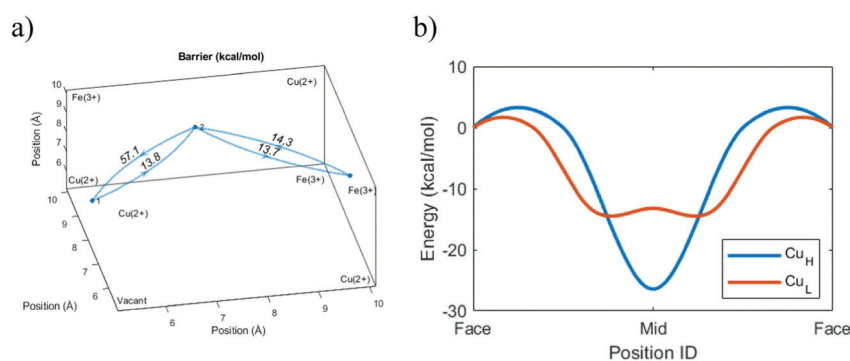 a)
Barrier (kcal/mol)
10
9
8
7
6
Position (Å)
Fe(3+)
Cu(2+)
2
57.1
13.8
14.3
13.7
Cu(2+)
1
Cu(2+)
Fe(3+)
Fe(3+)
10
9
8
7
6
Position (Å)
Vacant
Cu(2+)
6
7
8
9
10
Position (Å)
b)
10
0
-10
-20
-30
Energy (kcal/mol)
Cu_H
Cu_L
Face
Mid
Face
Position ID